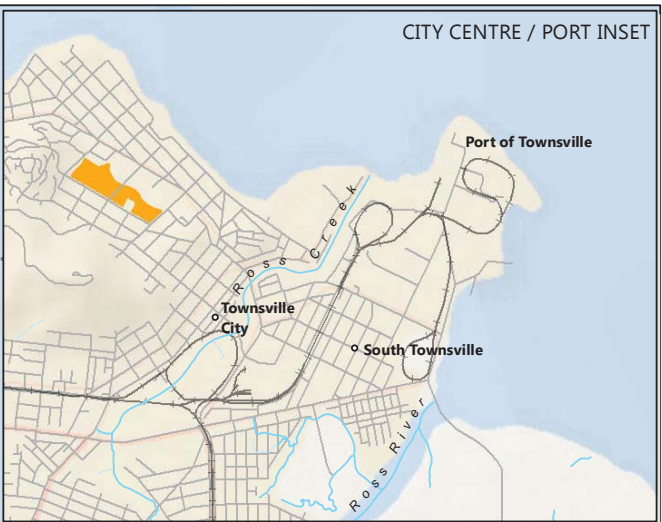 CITY CENTRE / PORT INSET
Port of Townsville
Ross Creek
Townsville
City
South Townsville
Ross River